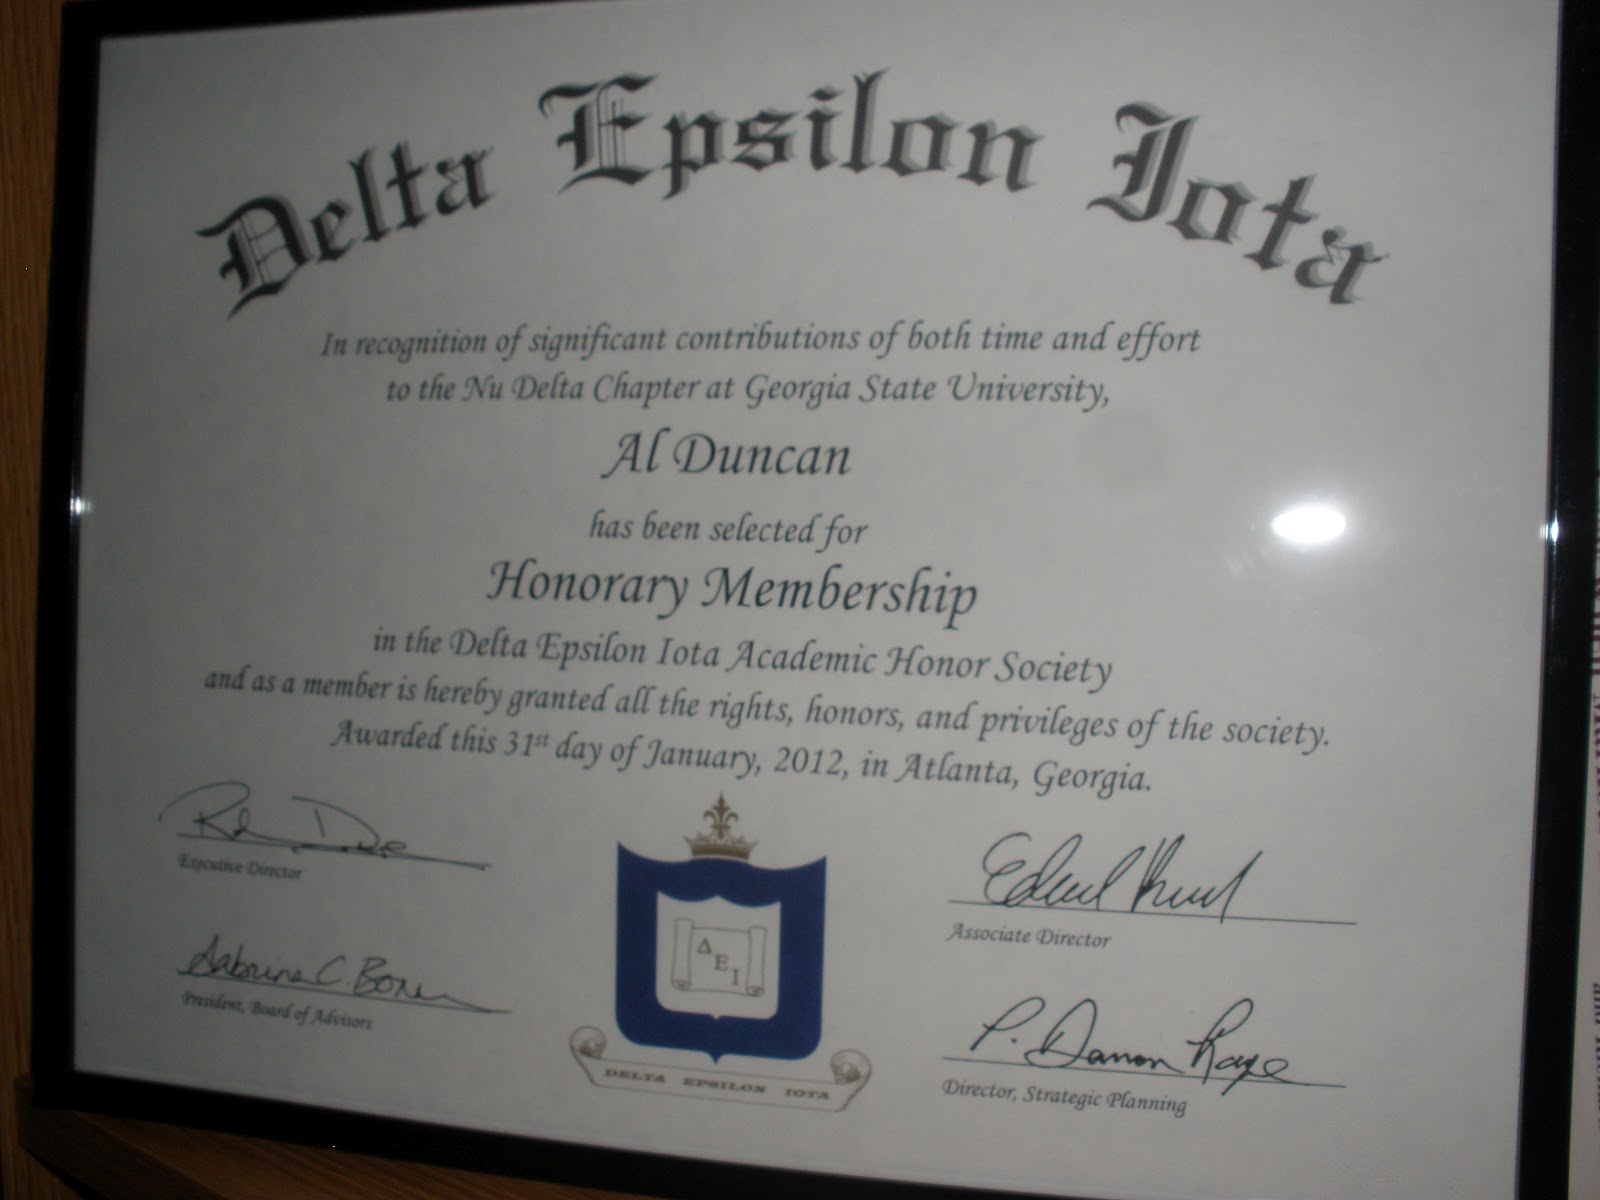 Delta Epsilon Iota
In recognition of significant contributions of both time and effort
to the Nu Delta Chapter at Georgia State University,
Al Duncan
has been selected for
Honorary Membership
in the Delta Epsilon Iota Academic Honor Society
and as a member is hereby granted all the rights, honors, and privileges of the society.
Awarded this 31st day of January, 2012, in Atlanta, Georgia.
Executive Director
Sabrina C.
President, Board of Advisors
Associate Director
P. Damon
Director, Strategic Planning
Δ
E
I
DELTA EPSILON IOTA